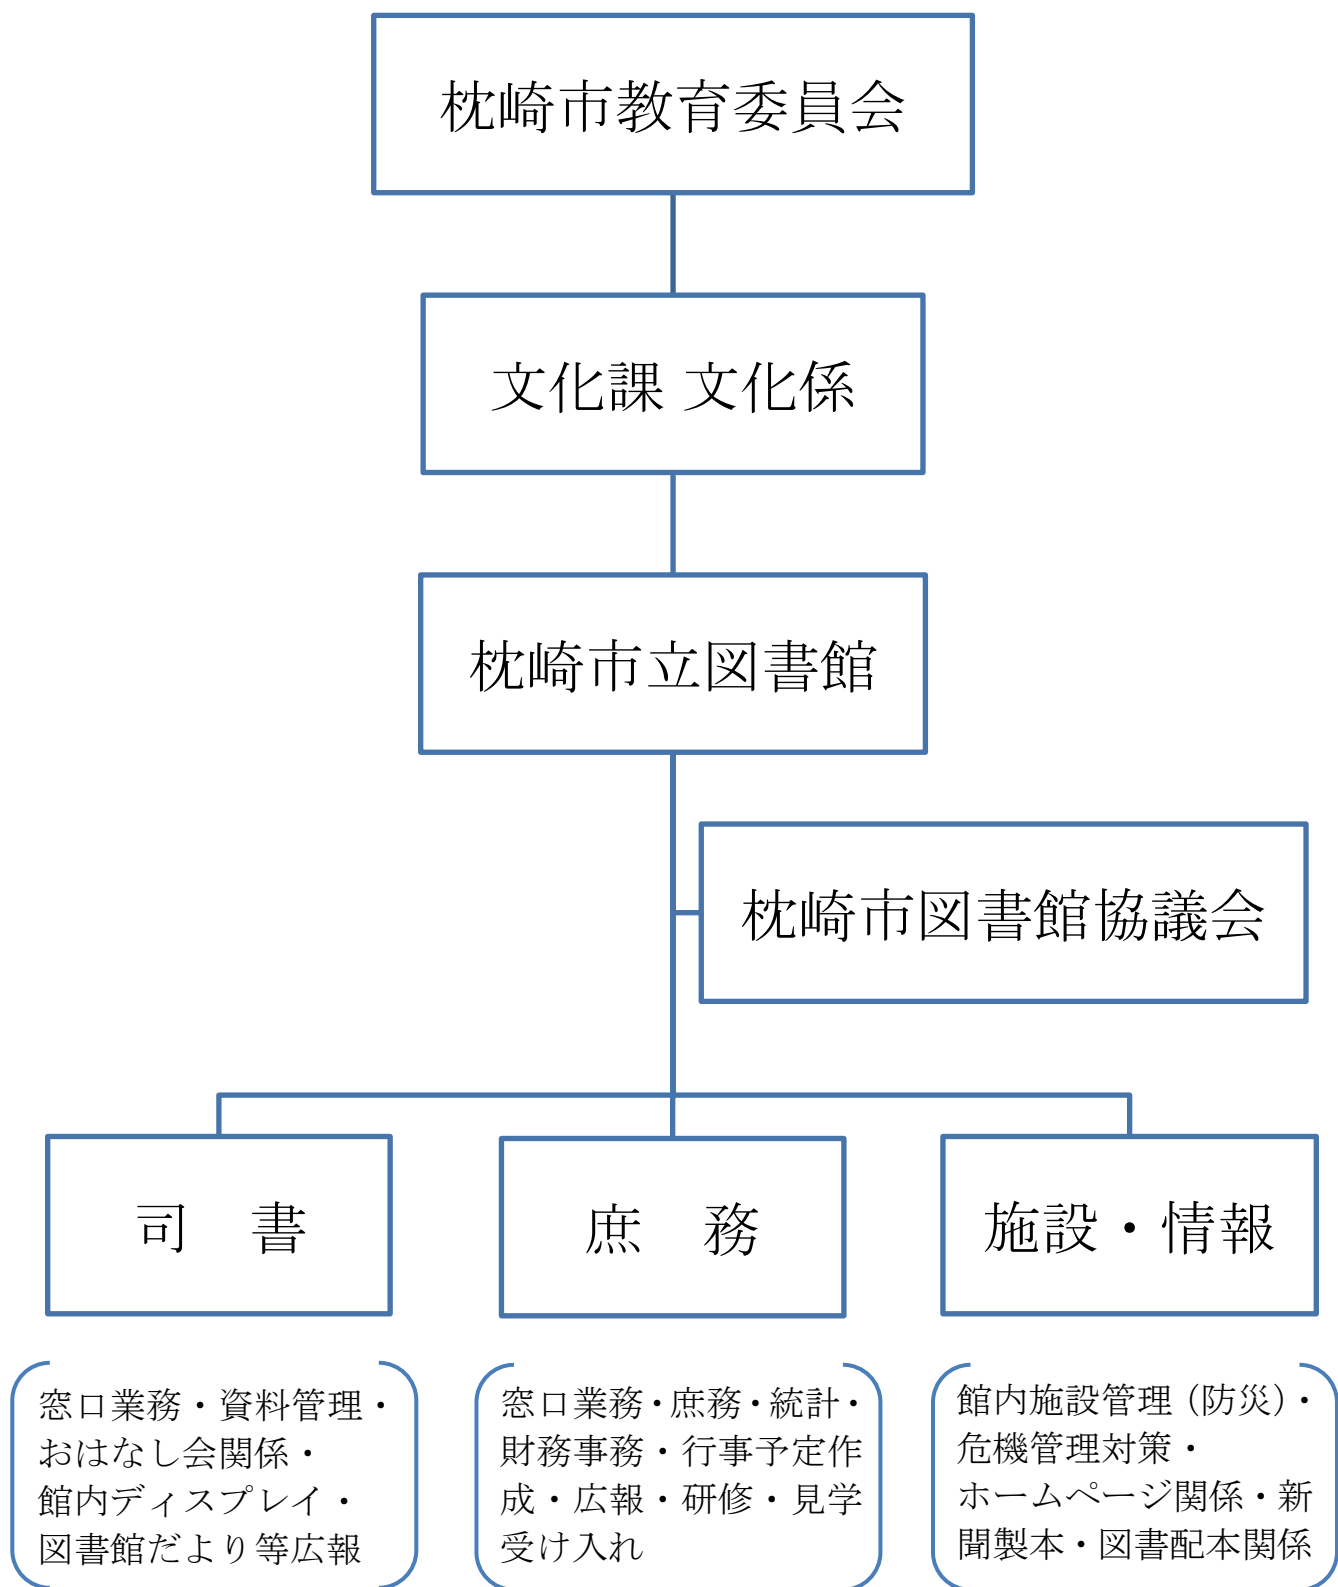 枕崎市教育委員会
文化課 文化係
枕崎市立図書館
枕崎市図書館協議会
司　書
庶　務
施設・情報
窓口業務・資料管理・
おはなし会関係・
館内ディスプレイ・
図書館だより等広報
窓口業務・庶務・統計・
財務事務・行事予定作
成・広報・研修・見学
受け入れ
館内施設管理（防災）・
危機管理対策・
ホームページ関係・新
聞製本・図書配本関係